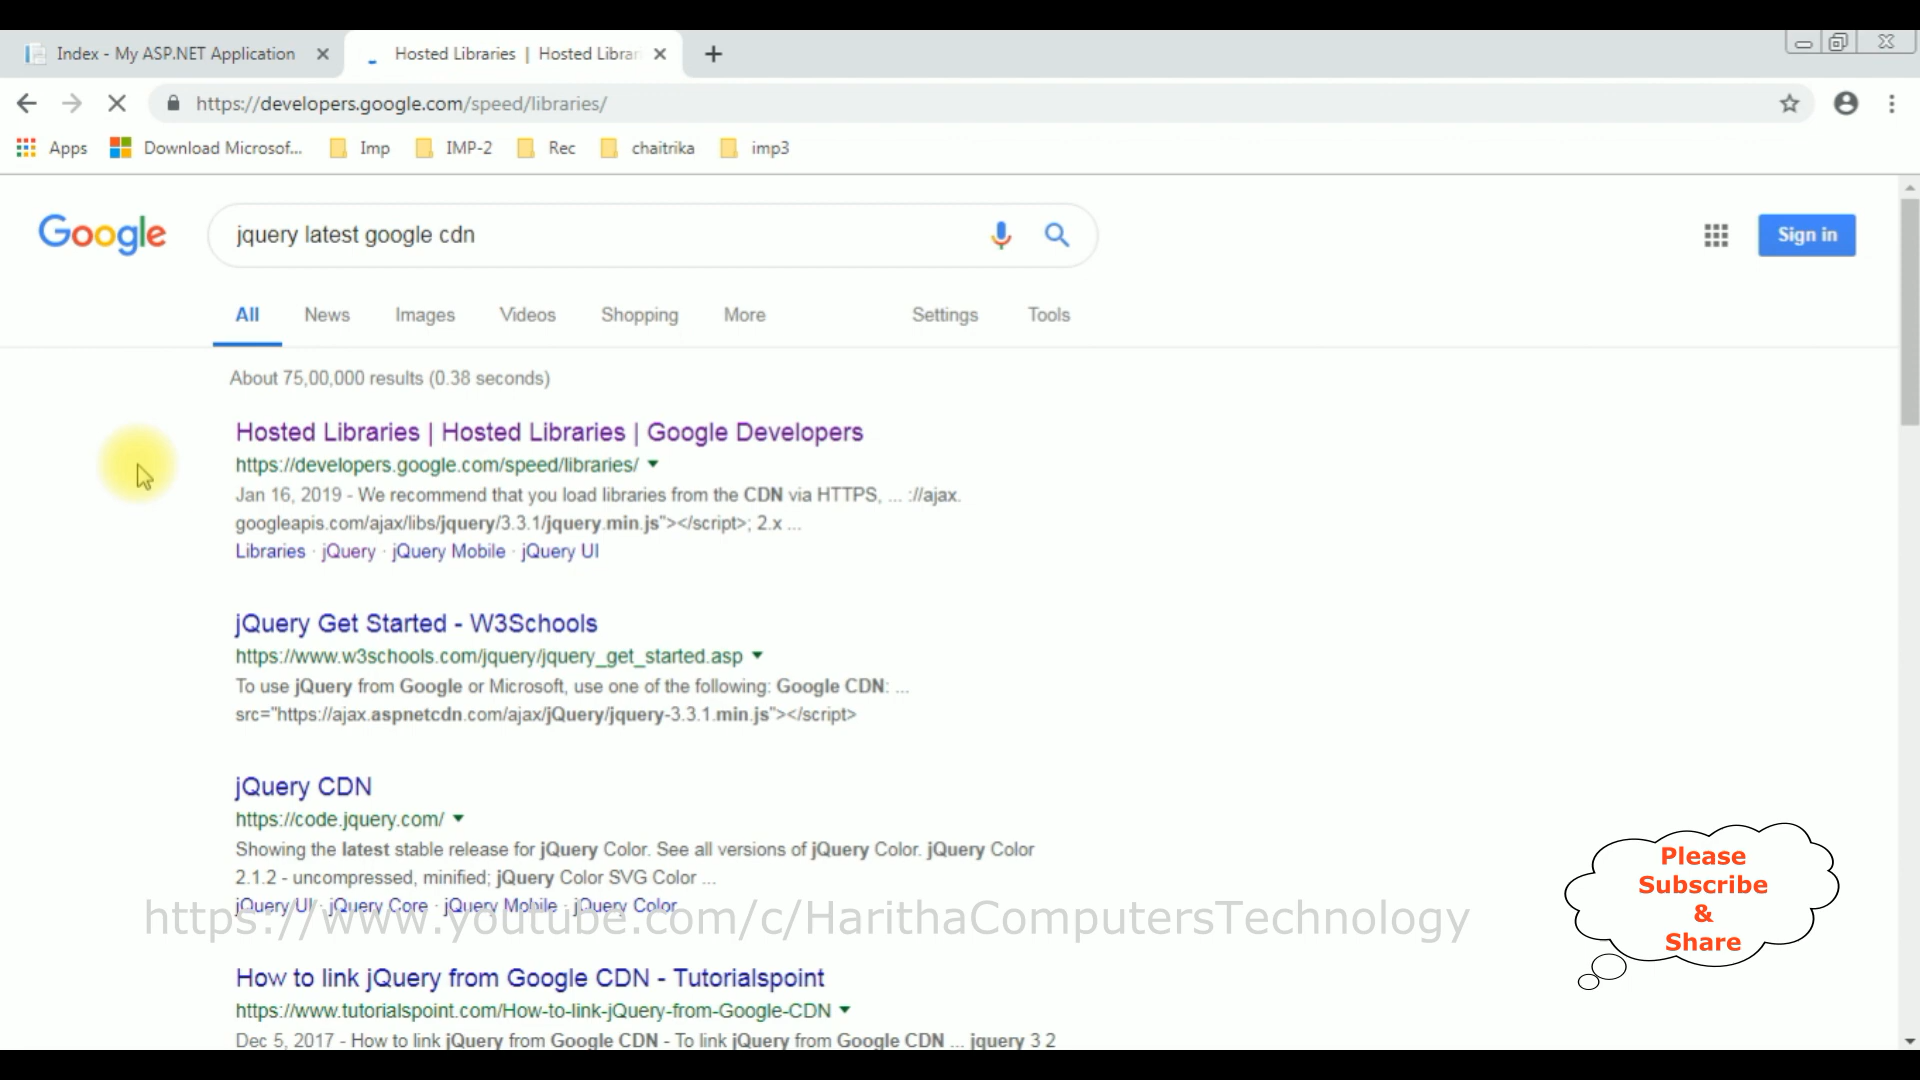 Index - My ASP.NET Application
Hosted Libraries | Hosted Librar
https://developers.google.com/speed/libraries/
Apps
Download Microsof...
Imp
IMP-2
Rec
chaitrika
imp3
Google
jquery latest google cdn
Sign in
All
News
Images
Videos
Shopping
More
Settings
Tools
About 75,00,000 results (0.38 seconds)
Hosted Libraries | Hosted Libraries | Google Developers
https://developers.google.com/speed/libraries/
Jan 16, 2019 - We recommend that you load libraries from the CDN via HTTPS, ... ://ajax.
googleapis.com/ajax/libs/jquery/3.3.1/jquery.min.js"></script>; 2.x ...
Libraries · jQuery · jQuery Mobile · jQuery UI
jQuery Get Started - W3Schools
https://www.w3schools.com/jquery/jquery_get_started.asp
To use jQuery from Google or Microsoft, use one of the following: Google CDN: ...
src="https://ajax.aspnetcdn.com/ajax/jQuery/jquery-3.3.1.min.js"></script>
jQuery CDN
https://code.jquery.com/
Showing the latest stable release for jQuery Color. See all versions of jQuery Color. jQuery Color
2.1.2 - uncompressed, minified; jQuery Color SVG Color ...
jQuery UI · jQuery Core · jQuery Mobile · jQuery Color
https://www.youtube.com/c/HarithaComputersTechnology
How to link jQuery from Google CDN - Tutorialspoint
https://www.tutorialspoint.com/How-to-link-jQuery-from-Google-CDN
Dec 5, 2017 - How to link jQuery from Google CDN - To link jQuery from Google CDN ... jquery 3 2
Please
Subscribe
&
Share